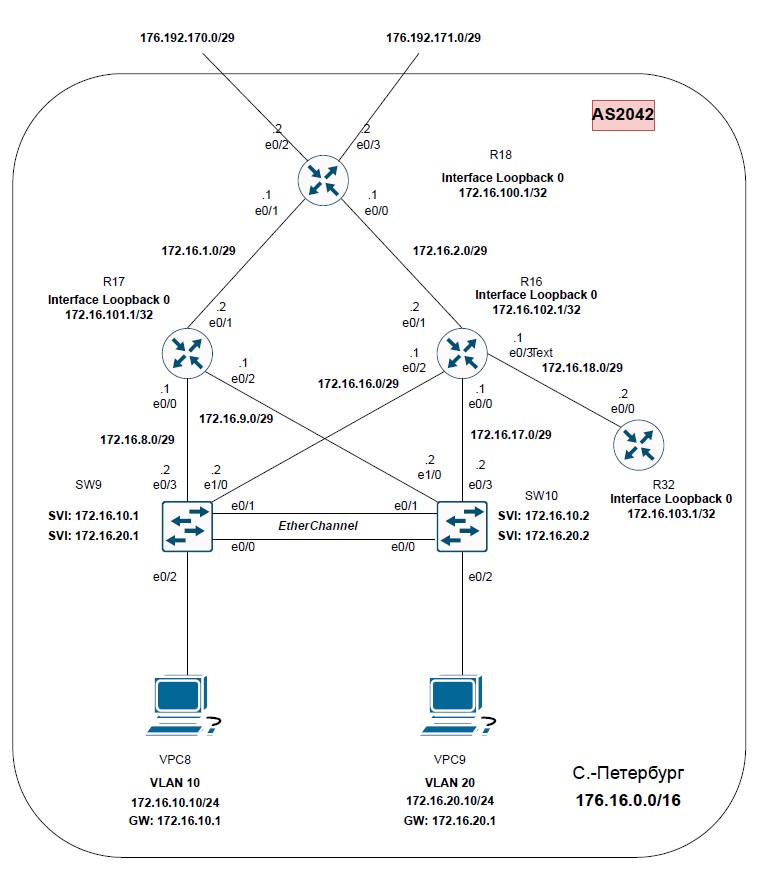 176.192.170.0/29
176.192.171.0/29
AS2042
.2
e0/2
.2
e0/3
R18
Interface Loopback 0
172.16.100.1/32
.1
e0/1
.1
e0/0
172.16.1.0/29
172.16.2.0/29
R17
Interface Loopback 0
172.16.101.1/32
R16
Interface Loopback 0
172.16.102.1/32
.2
e0/1
.2
e0/1
.1
e0/3
Text
172.16.18.0/29
.1
e0/2
172.16.16.0/29
.1
e0/2
.1
e0/0
172.16.9.0/29
.1
e0/0
.2
e0/0
172.16.8.0/29
172.16.17.0/29
.2
e0/3
.2
e1/0
.2
e1/0
.2
e0/3
R32
Interface Loopback 0
172.16.103.1/32
SW9
SVI: 172.16.10.1
SVI: 172.16.20.1
SW10
SVI: 172.16.10.2
SVI: 172.16.20.2
e0/1
e0/1
EtherChannel
e0/0
e0/0
e0/2
e0/2
VPC8
VLAN 10
172.16.10.10/24
GW: 172.16.10.1
VPC9
VLAN 20
172.16.20.10/24
GW: 172.16.20.1
С.-Петербург
176.16.0.0/16